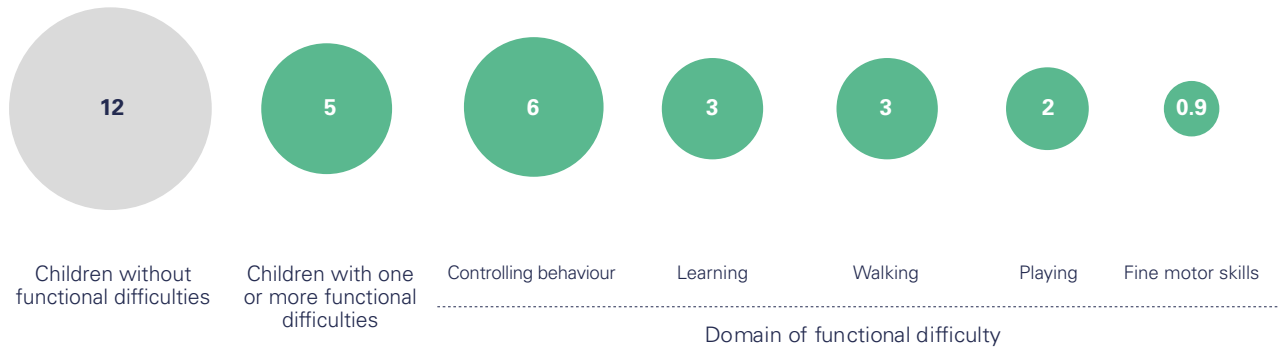 12
5
6
3
3
2
0.9
Children without
functional difficulties
Children with one
or more functional
difficulties
Controlling behaviour
Learning
Walking
Playing
Fine motor skills
Domain of functional difficulty